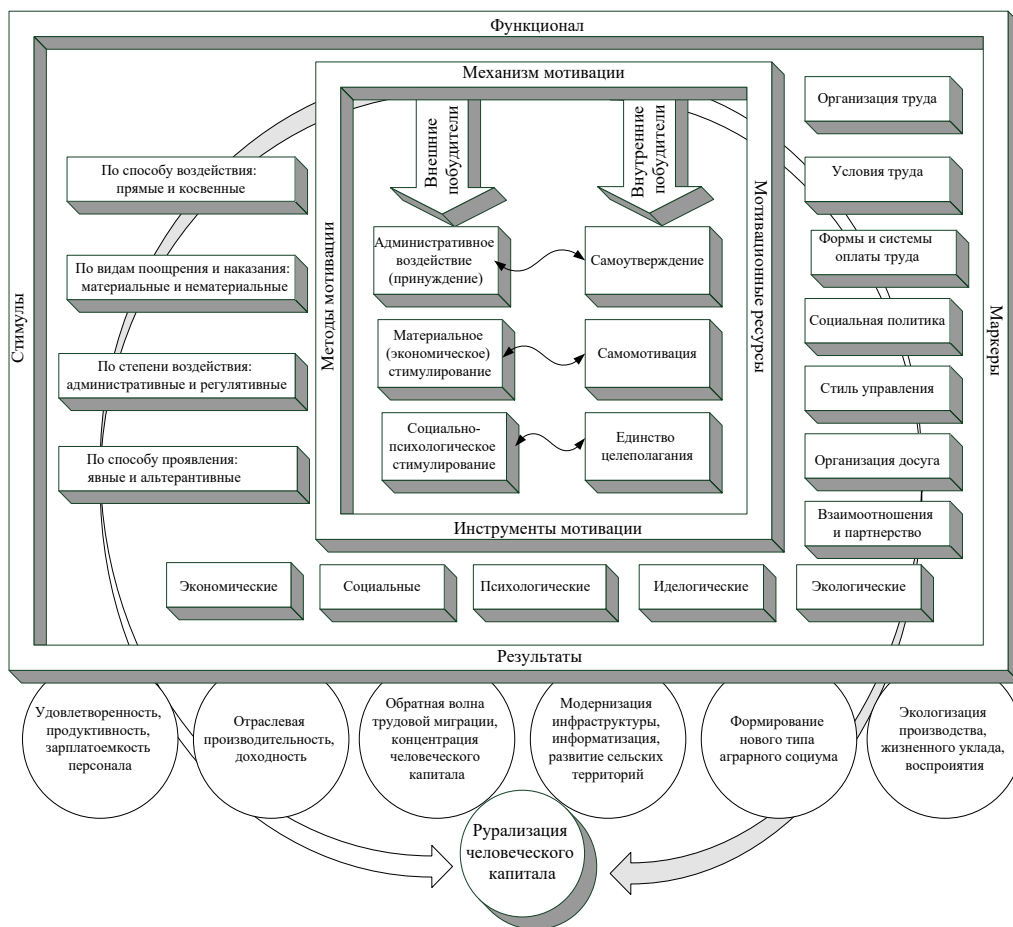 Функционал
Механизм мотивации
Внешние
побудители
Внутренние
побудители
Стимулы
Методы мотивации
Мотивационные ресурсы
Маркеры
По способу воздействия:
прямые и косвенные
По видам поощрения и наказания:
материальные и нематериальные
По степени воздействия:
административные и регулятивные
По способу проявления:
явные и альтерантивные
Административное
воздействие
(принуждение)
Самоутверждение
Материальное
(экономическое)
стимулирование
Самомотивация
Социально-
психологическое
стимулирование
Единство
целеполагания
Организация труда
Условия труда
Формы и системы
оплаты труда
Социальная политика
Стиль управления
Организация досуга
Взаимоотношения
и партнерство
Инструменты мотивации
Экономические
Социальные
Психологические
Иделогические
Экологические
Результаты
Удовлетворенность,
продуктивность,
зарплатоемкость
персонала
Отраслевая
производительность,
доходность
Обратная волна
трудовой миграции,
концентрация
человеческого
капитала
Модернизация
инфраструктуры,
информатизация,
развитие сельских
территорий
Формирование
нового типа
аграрного социума
Экологизация
производства,
жизненного уклада,
воспроиятия
Рурализация
человеческого
капитала